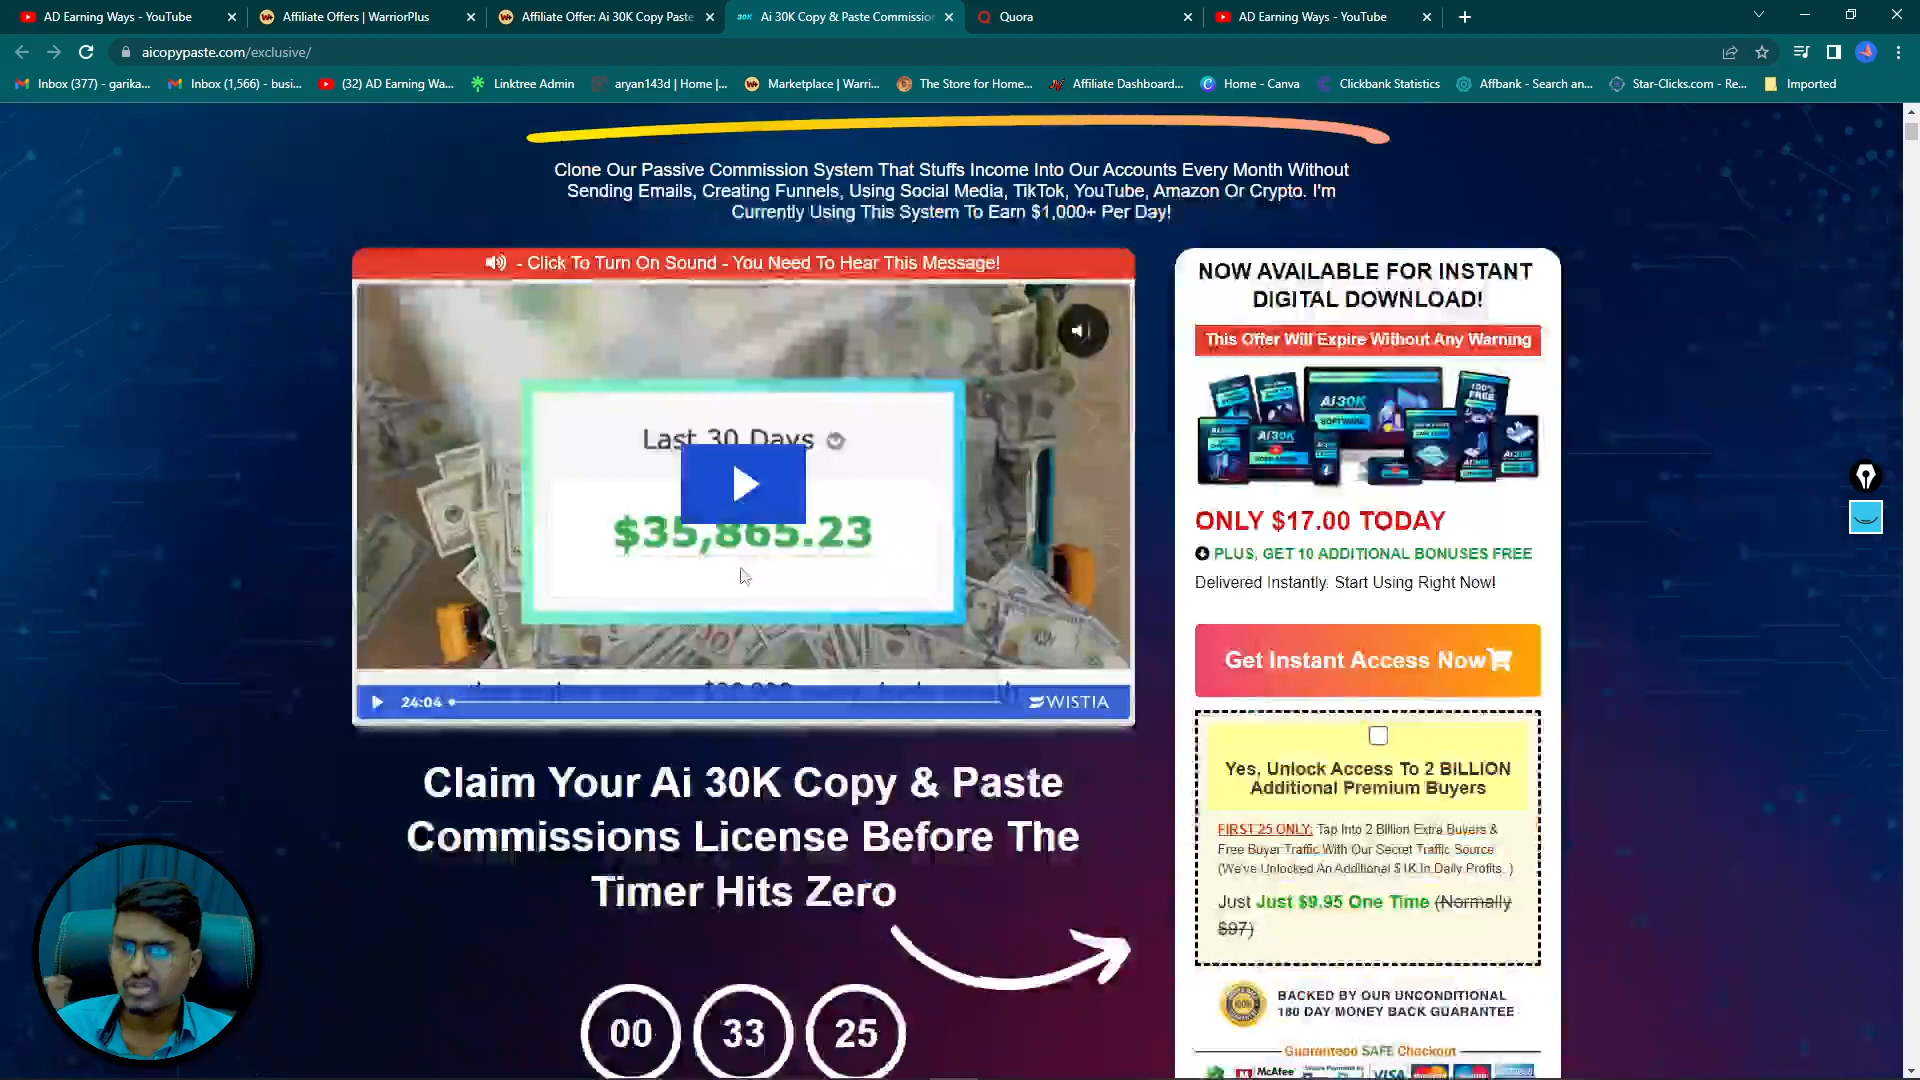 AD Earning Ways - YouTube
Affiliate Offers | WarriorPlus
Affiliate Offer: Ai 30K Copy Paste
Ai 30K Copy & Paste Commission
Quora
AD Earning Ways - YouTube
aicopypaste.com/exclusive/
Inbox (377) - garika...
Inbox (1,566) - busi...
(32) AD Earning Wa...
Linktree Admin
aryan143d | Home |...
Marketplace | Warri...
The Store for Home...
Affiliate Dashboard...
Home - Canva
Clickbank Statistics
Affbank - Search an...
Star-Clicks.com - Re...
Imported
Clone Our Passive Commission System That Stuffs Income Into Our Accounts Every Month Without
Sending Emails, Creating Funnels, Using Social Media, TikTok, YouTube, Amazon Or Crypto. I'm
Currently Using This System To Earn $1,000+ Per Day!
- Click To Turn On Sound - You Need To Hear This Message!
Last 30 Days
$35,865.23
24:04
WISTIA
Claim Your Ai 30K Copy & Paste
Commissions License Before The
Timer Hits Zero
00
33
25
NOW AVAILABLE FOR INSTANT
DIGITAL DOWNLOAD!
This Offer Will Expire Without Any Warning
Ai30K
SOFTWARE
ONLY $17.00 TODAY
PLUS, GET 10 ADDITIONAL BONUSES FREE
Delivered Instantly. Start Using Right Now!
Get Instant Access Now
Yes, Unlock Access To 2 BILLION
Additional Premium Buyers
FIRST 25 ONLY: Tap Into 2 Billion Extra Buyers &
Free Buyer Traffic With Our Secret Traffic Source
(We've Unlocked An Additional $1K In Daily Profits. )
Just Just $9.95 One Time (Normally
$97)
BACKED BY OUR UNCONDITIONAL
180 DAY MONEY BACK GUARANTEE
Guaranteed SAFE Checkout
McAfee
VISA